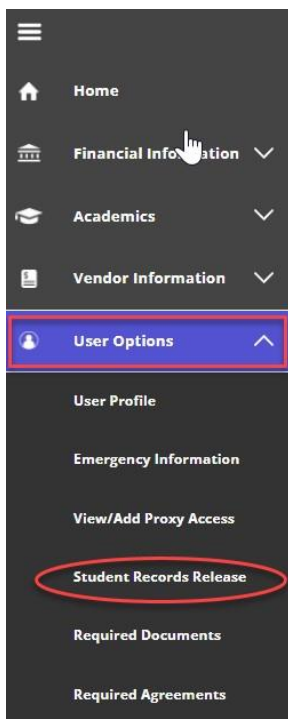 Home
Financial Information
Academics
Vendor Information
User Options
User Profile
Emergency Information
View/Add Proxy Access
Student Records Release
Required Documents
Required Agreements